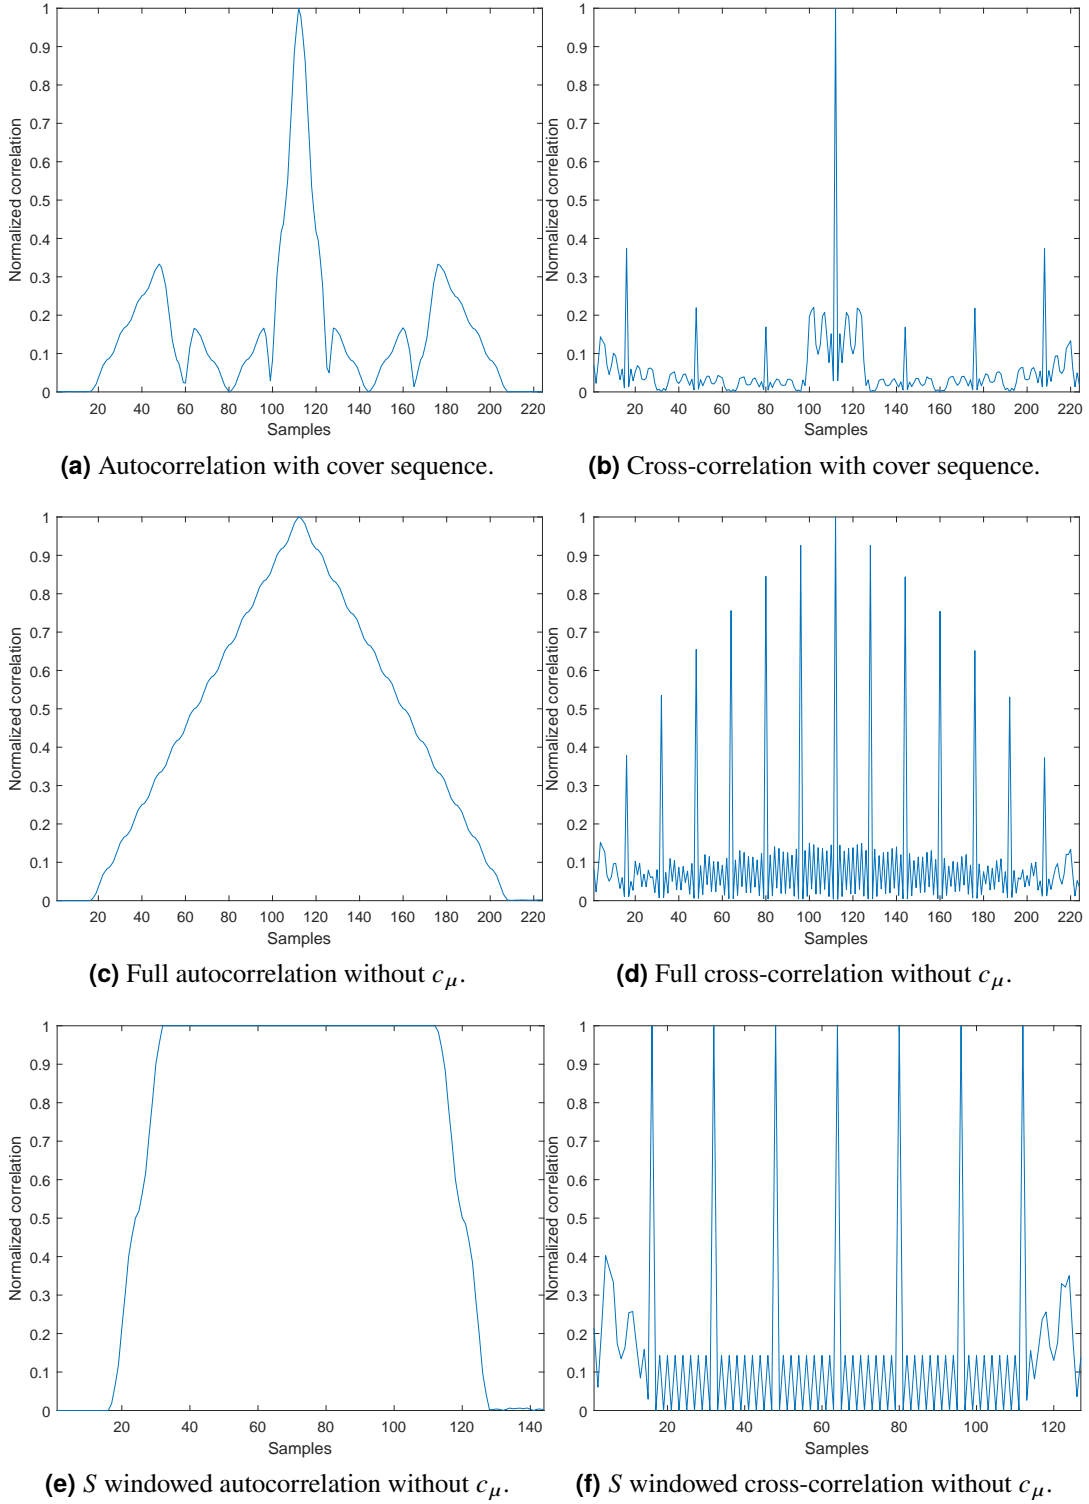 1
0.9
0.8
0.7
0.6
0.5
0.4
0.3
0.2
0.1
0
Normalized correlation
20 40 60 80 100 120 140 160 180 200 220
Samples
(a) Autocorrelation with cover sequence.
1
0.9
0.8
0.7
0.6
0.5
0.4
0.3
0.2
0.1
0
Normalized correlation
20 40 60 80 100 120 140 160 180 200 220
Samples
(b) Cross-correlation with cover sequence.
1
0.9
0.8
0.7
0.6
0.5
0.4
0.3
0.2
0.1
0
Normalized correlation
20 40 60 80 100 120 140 160 180 200 220
Samples
(c) Full autocorrelation without cμ.
1
0.9
0.8
0.7
0.6
0.5
0.4
0.3
0.2
0.1
0
Normalized correlation
20 40 60 80 100 120 140 160 180 200 220
Samples
(d) Full cross-correlation without cμ.
1
0.9
0.8
0.7
0.6
0.5
0.4
0.3
0.2
0.1
0
Normalized correlation
20 40 60 80 100 120 140
Samples
(e) S windowed autocorrelation without cμ.
1
0.9
0.8
0.7
0.6
0.5
0.4
0.3
0.2
0.1
0
Normalized correlation
20 40 60 80 100 120
Samples
(f) S windowed cross-correlation without cμ.